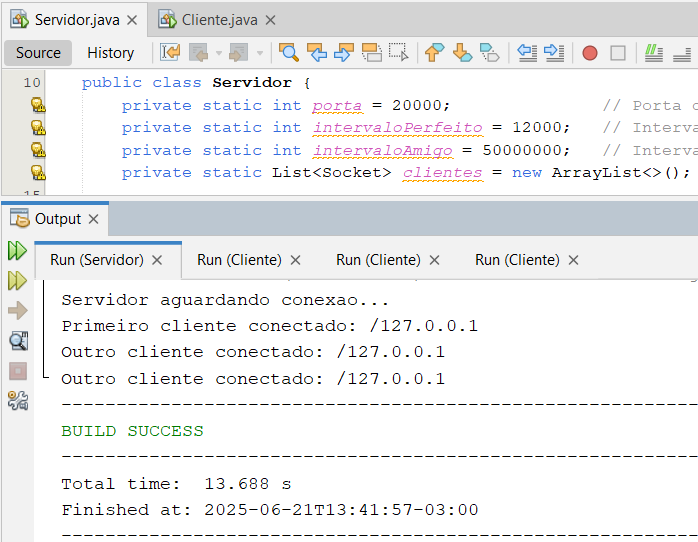 Servidor.java
Cliente.java
Source History
10 public class Servidor {
private static int porta = 20000; // Porta
private static int intervaloPerfeito = 12000; // Interva
private static int intervaloAmigo = 50000000; // Interva
private static List<Socket> clientes = new ArrayList<>();
Output
Run (Servidor) Run (Cliente) Run (Cliente) Run (Cliente)
Servidor aguardando conexao...
Primeiro cliente conectado: /127.0.0.1
Outro cliente conectado: /127.0.0.1
Outro cliente conectado: /127.0.0.1
------------------------------------------------------------
BUILD SUCCESS
------------------------------------------------------------
Total time: 13.688 s
Finished at: 2025-06-21T13:41:57-03:00
------------------------------------------------------------